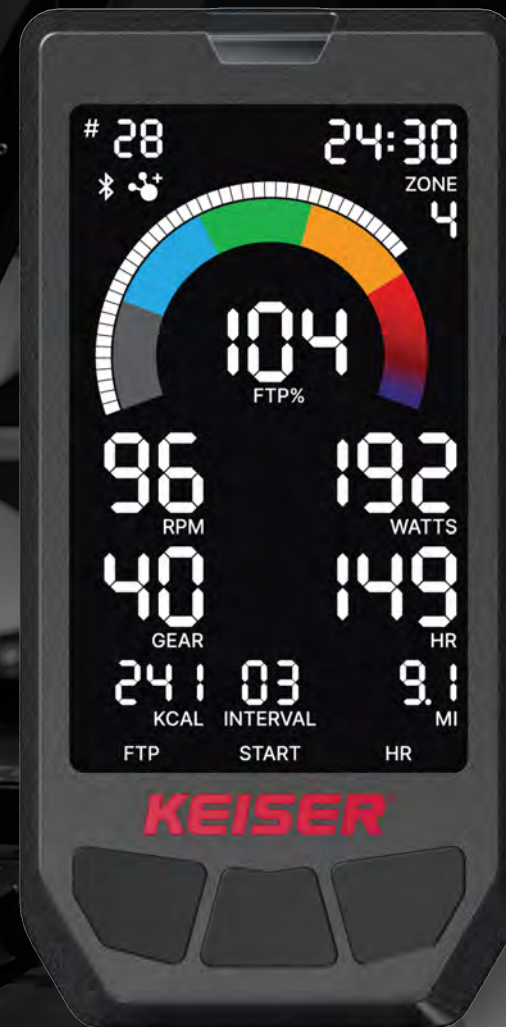 # 28 24:30
ZONE
4
104
FTP%
96 192
RPM WATTS
40 149
GEAR HR
241 03 9.1
KCAL INTERVAL MI
FTP START HR
KEISER